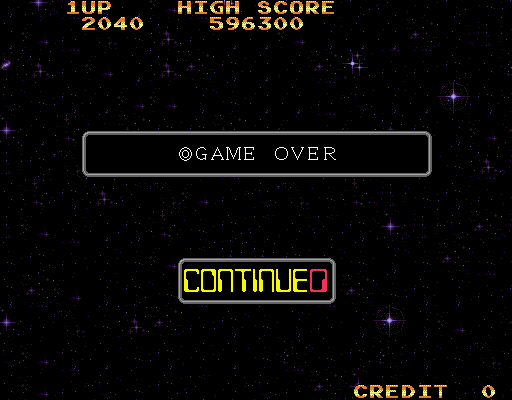 1UP HIGH SCORE
2040 596300
◎GAME OVER
CONTINUE0
CREDIT 0